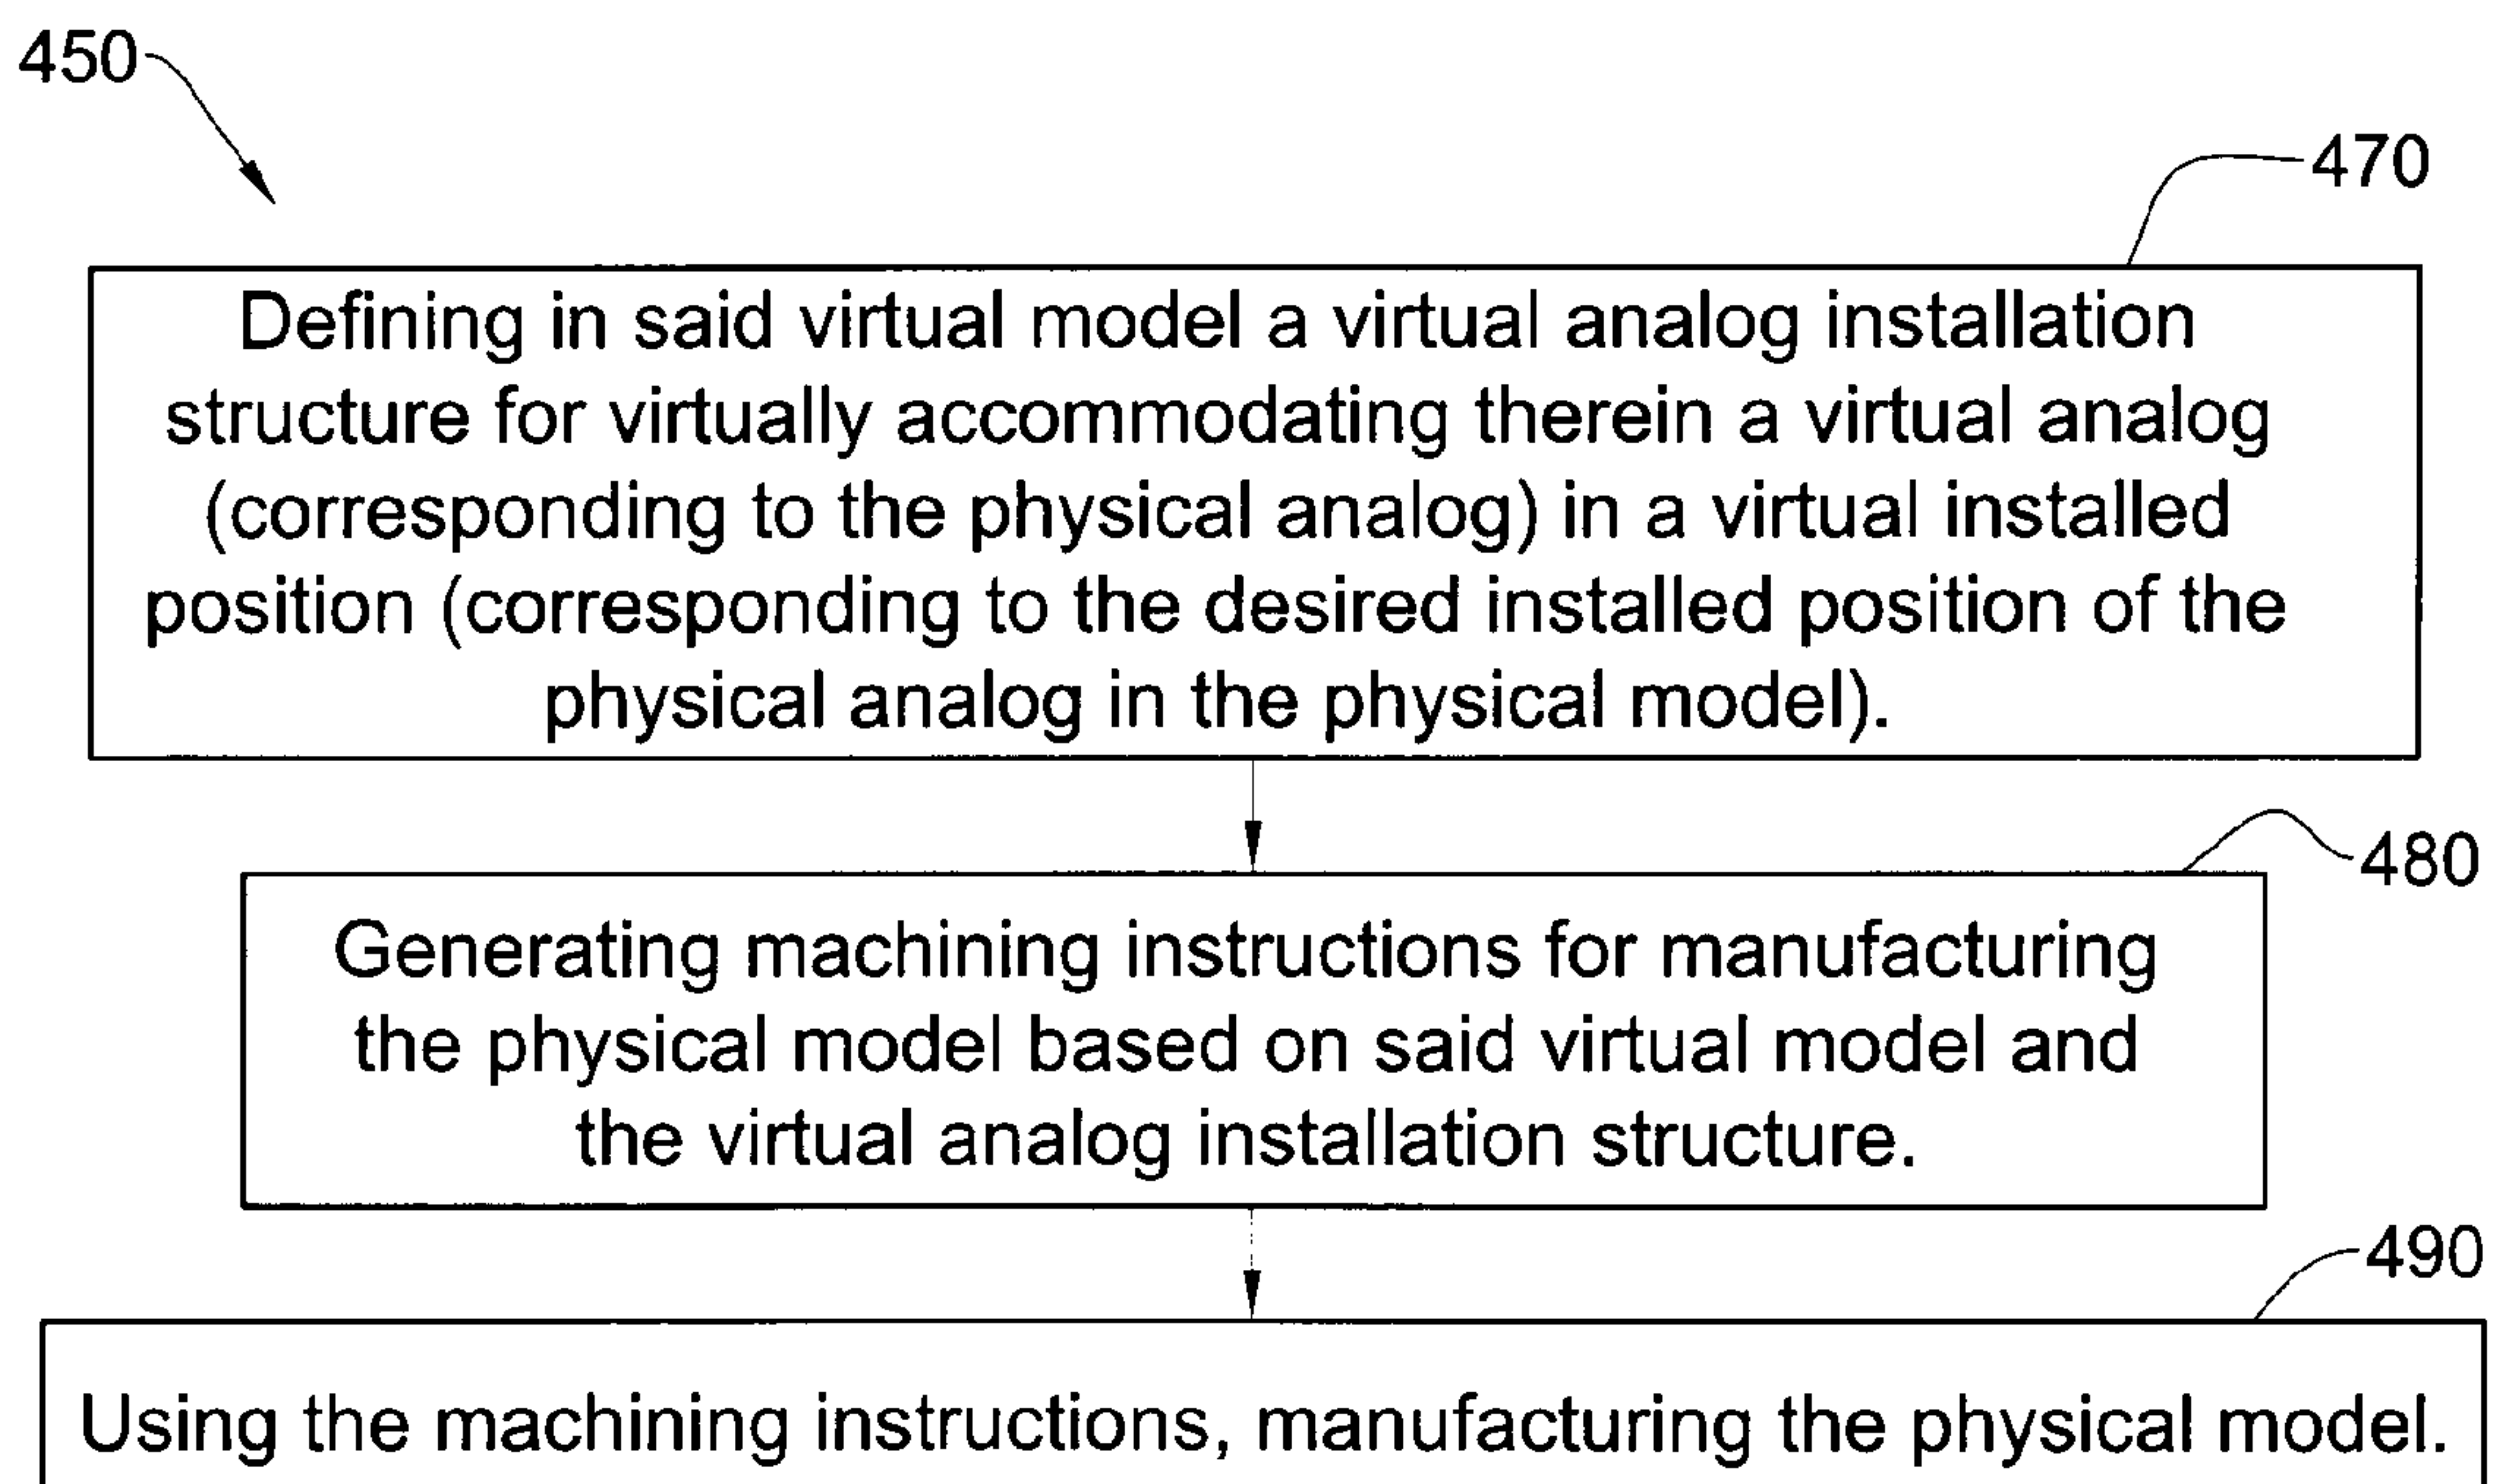 450
470
Defining in said virtual model a virtual analog installation
structure for virtually accommodating therein a virtual analog
(corresponding to the physical analog) in a virtual installed
position (corresponding to the desired installed position of the
physical analog in the physical model).
480
Generating machining instructions for manufacturing
the physical model based on said virtual model and
the virtual analog installation structure.
490
Using the machining instructions, manufacturing the physical model.